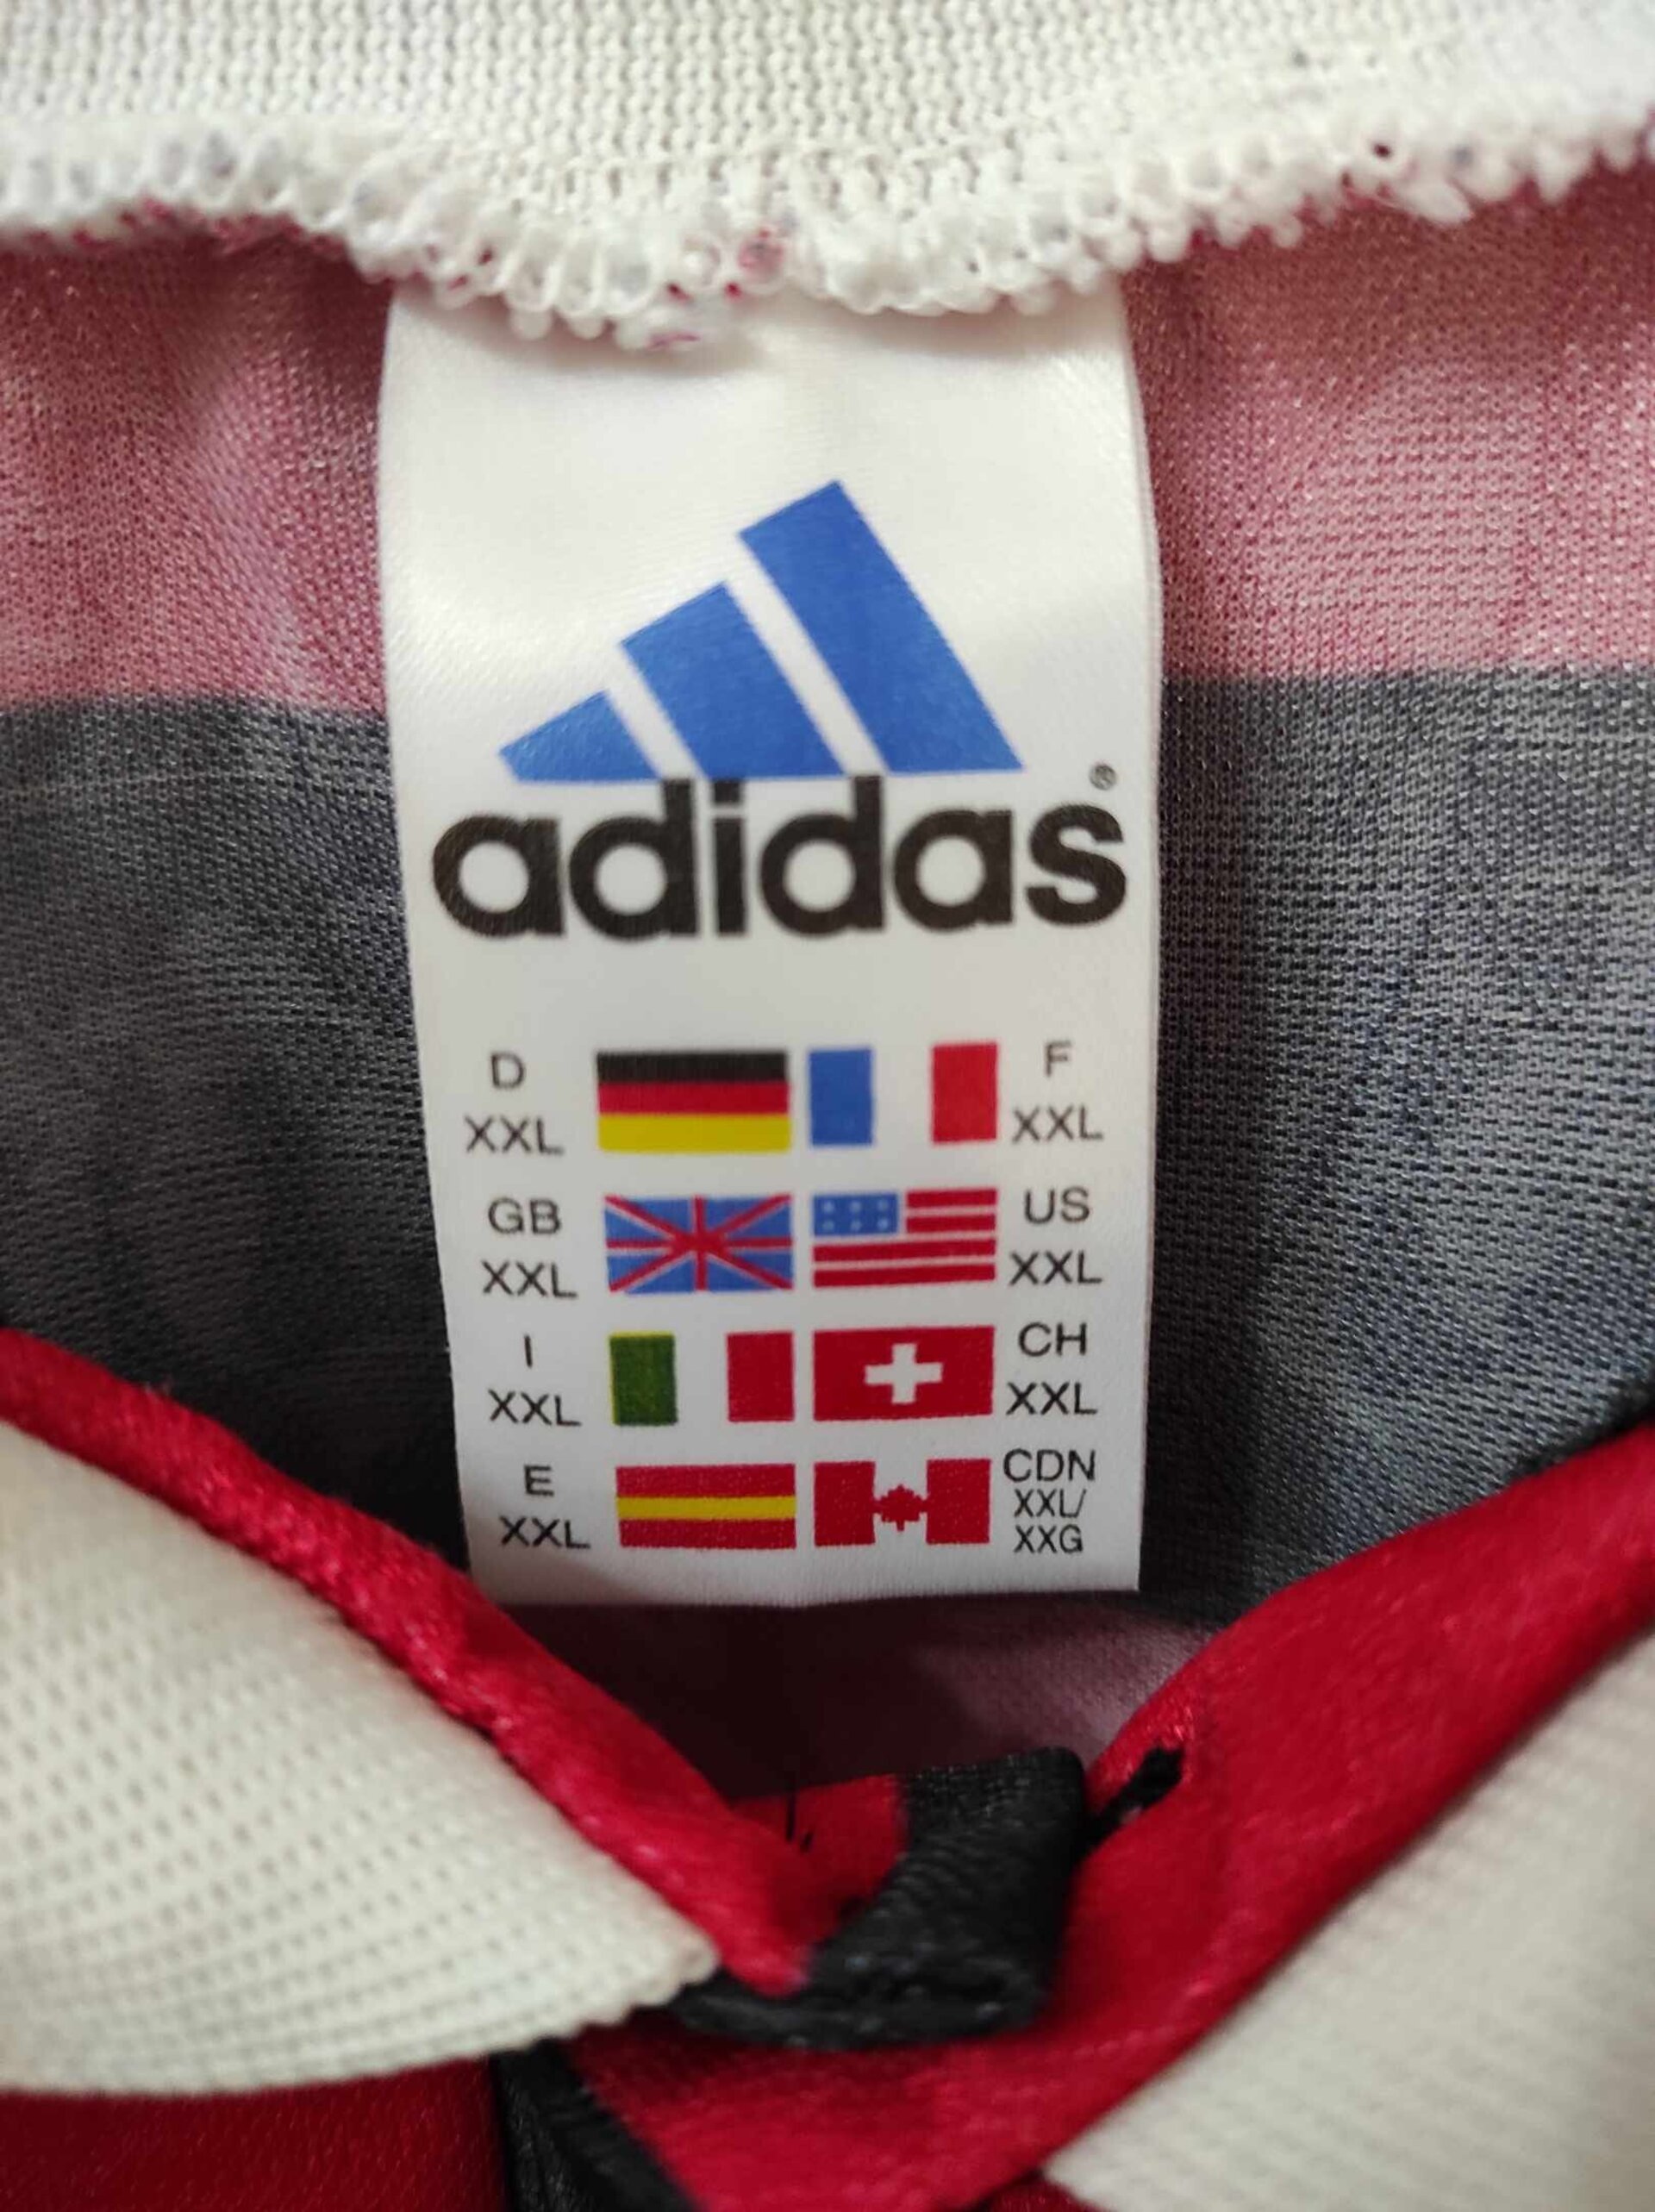 adidas®
D F
XXL XXL
GB US
XXL XXL
I CH
XXL XXL
E CDN
XXL XXL/
XXG